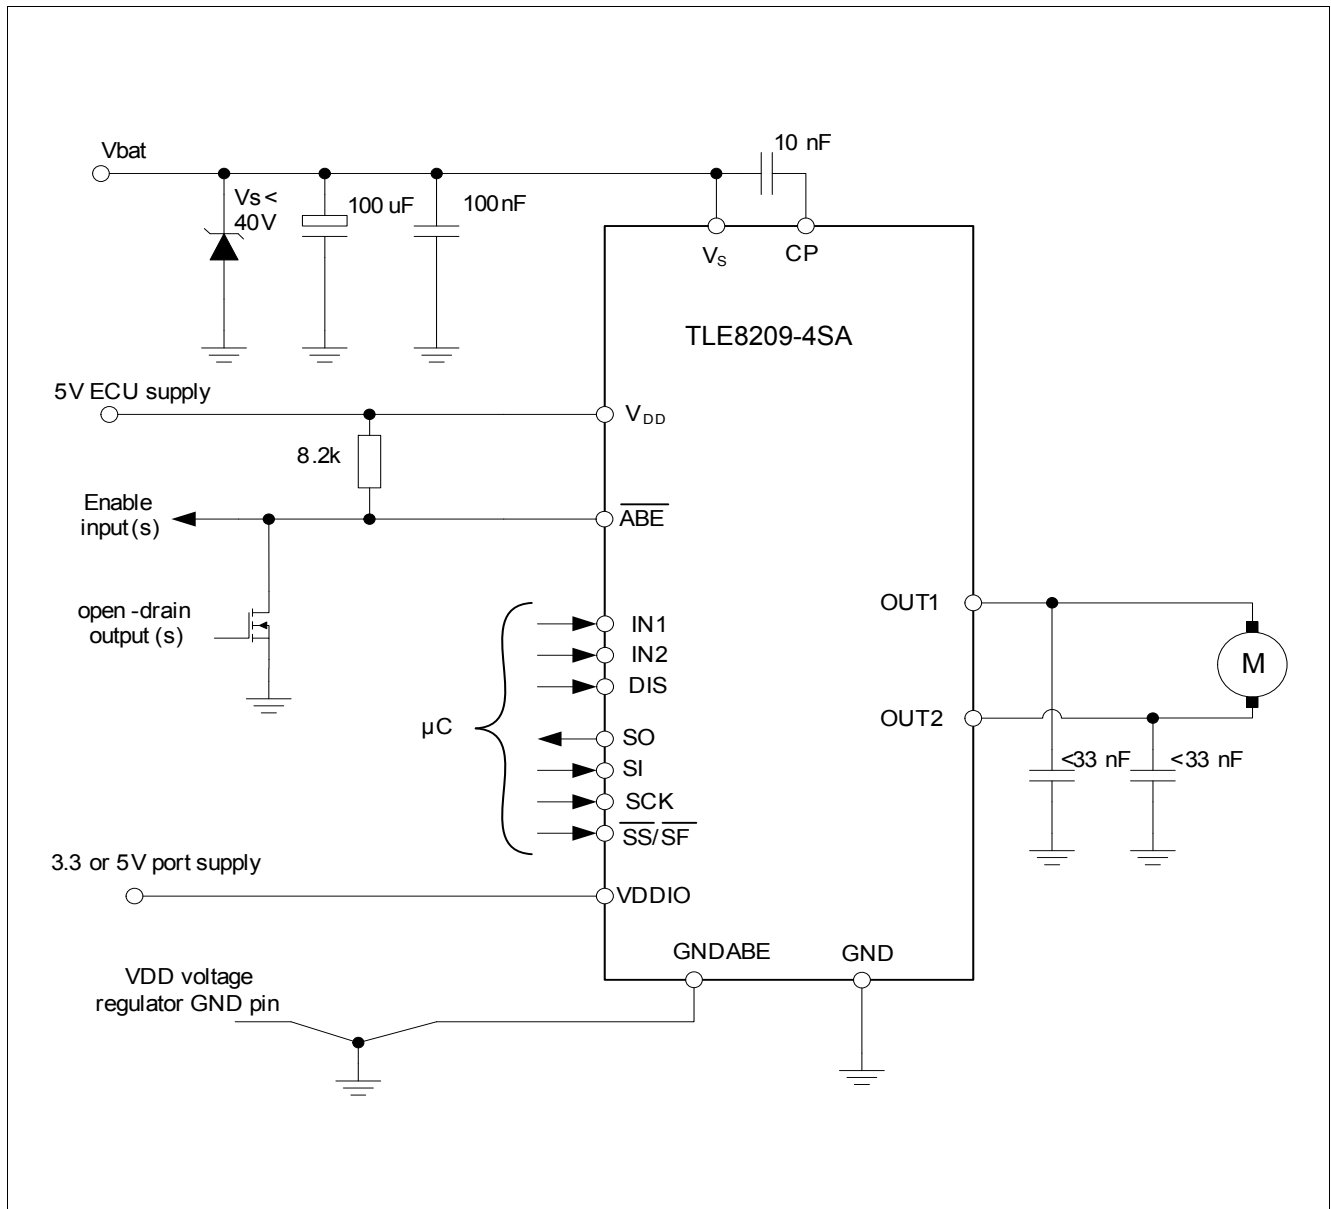 Vbat
10 nF
Vs <
40V
100 uF
100nF
VS
CP
TLE8209-4SA
5V ECU supply
VDD
8.2k
Enable
input(s)
ABE
open-drain
output(s)
OUT1
IN1
IN2
DIS
M
OUT2
µC
SO
SI
SCK
SS/SF
<33 nF
<33 nF
3.3 or 5V port supply
VDDIO
GNDABE
GND
VDD voltage
regulator GND pin